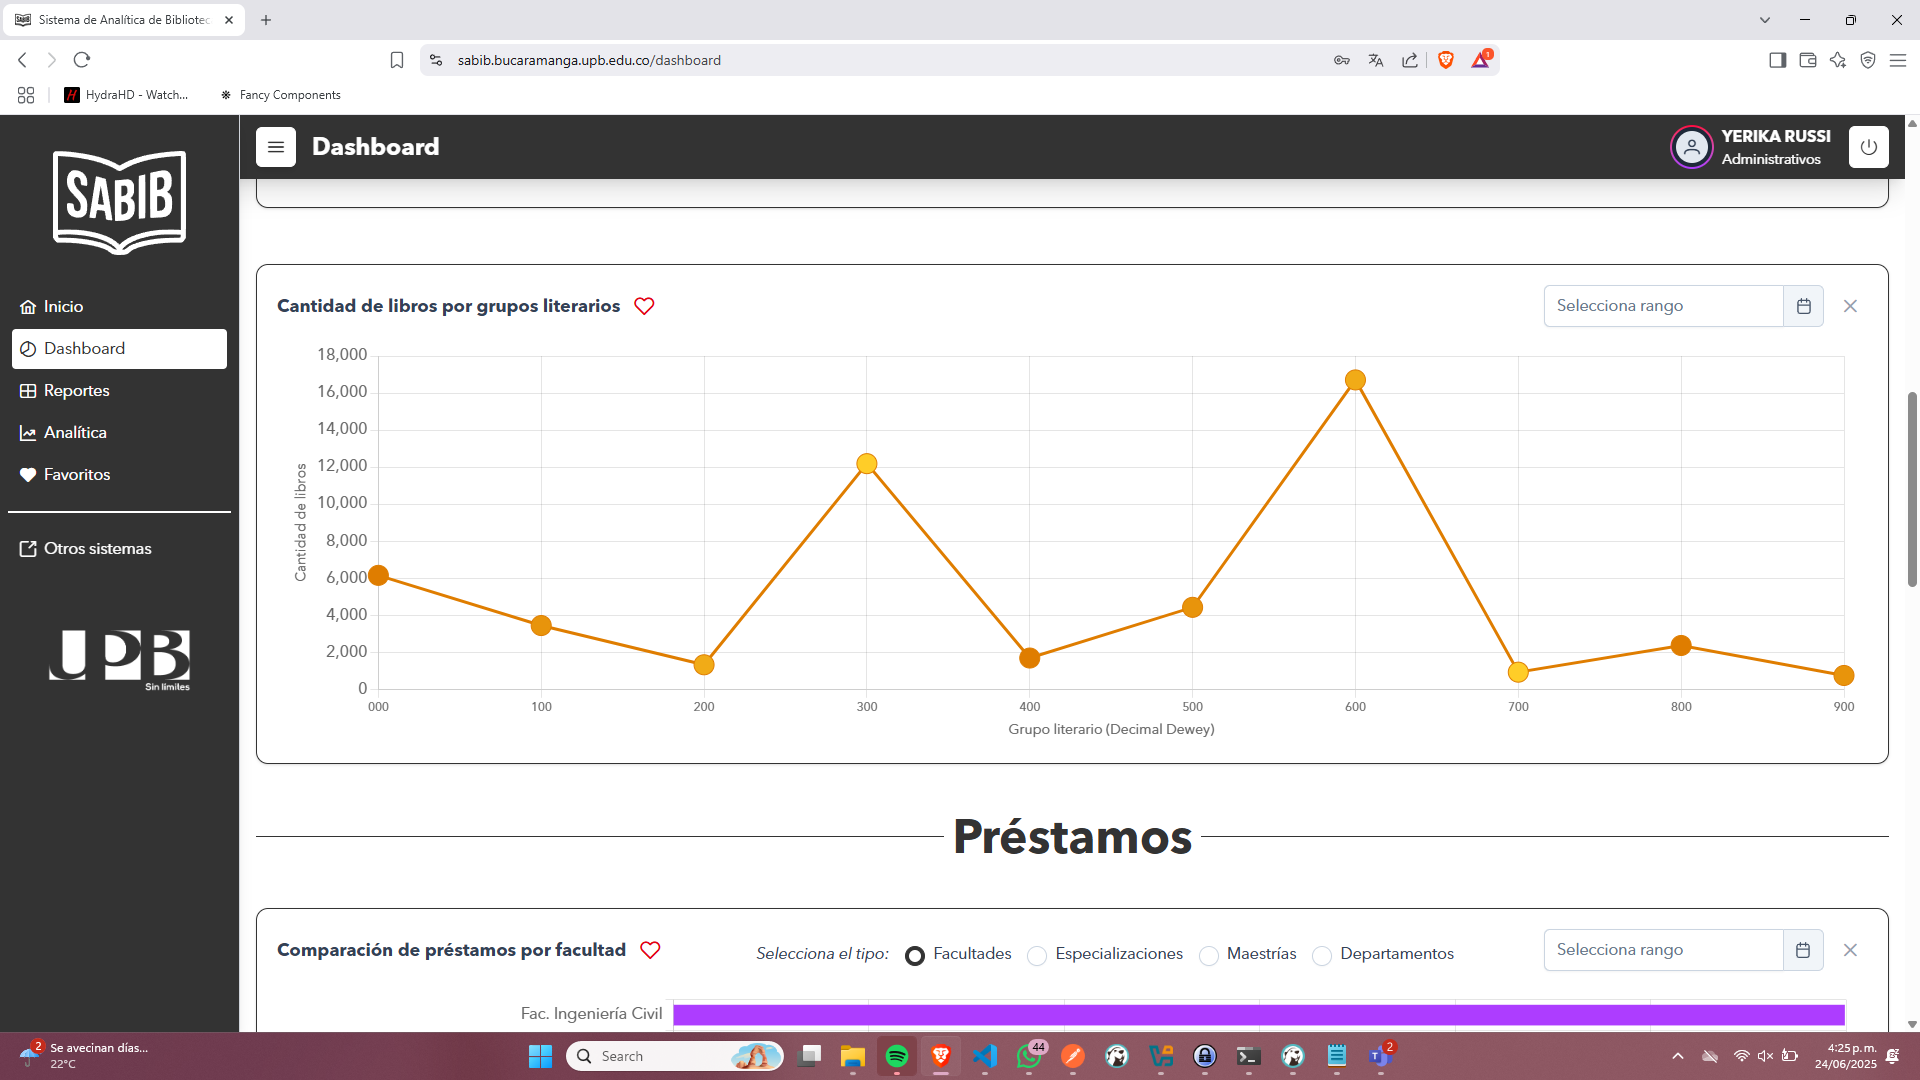 Sistema de Analítica de Bibliotec
sabib.bucaramanga.upb.edu.co/dashboard
1
HydraHD - Watch...
Fancy Components
SABIB
Dashboard
YERIKA RUSSI
Administrativos
Inicio
Dashboard
Reportes
Analítica
Favoritos
Otros sistemas
UPB
Sin límites
Cantidad de libros por grupos literarios
Selecciona rango
18,000
16,000
14,000
12,000
10,000
8,000
6,000
4,000
2,000
0
Cantidad de libros
000 100 200 300 400 500 600 700 800 900
Grupo literario (Decimal Dewey)
Préstamos
Comparación de préstamos por facultad
Selecciona el tipo: Facultades Especializaciones Maestrías Departamentos
Selecciona rango
Fac. Ingeniería Civil
2
Se avecinan días...
22°C
Search
44
2
4:25 p. m.
24/06/2025